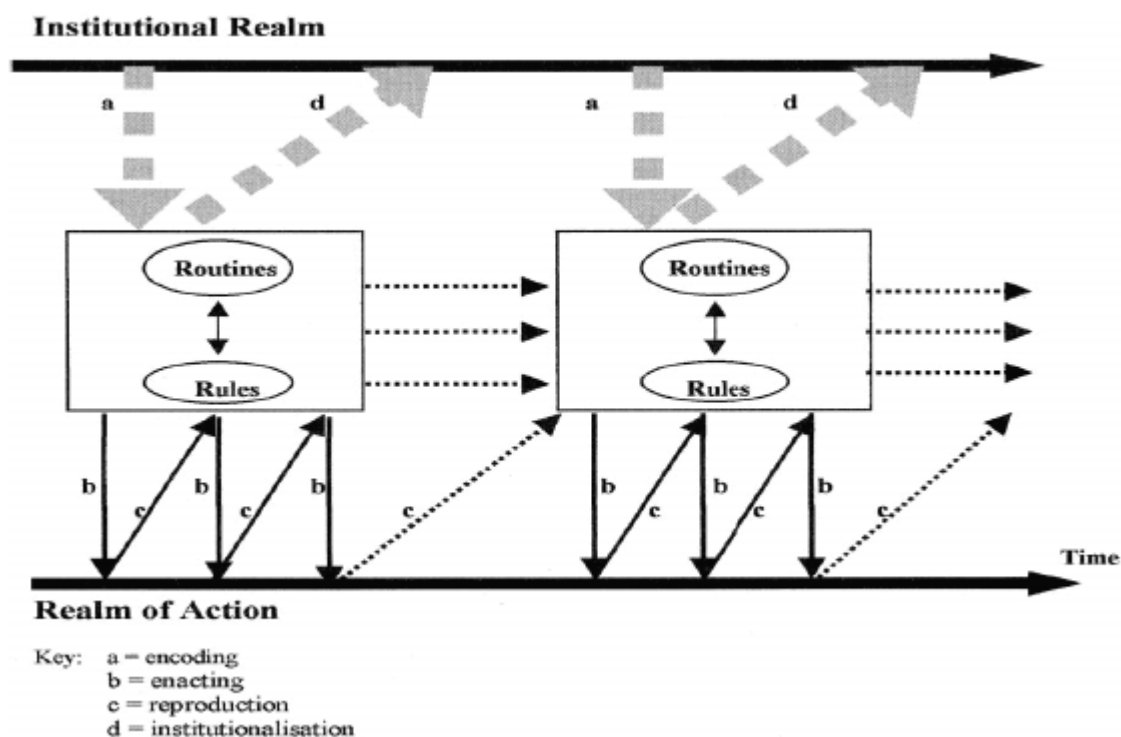 Institutional Realm
a
d
a
d
Routines
Routines
Rules
Rules
b
c
b
c
b
c
b
c
b
c
b
c.
Time
Realm of Action
Key: a = encoding
b = enacting
c = reproduction
d = institutionalisation